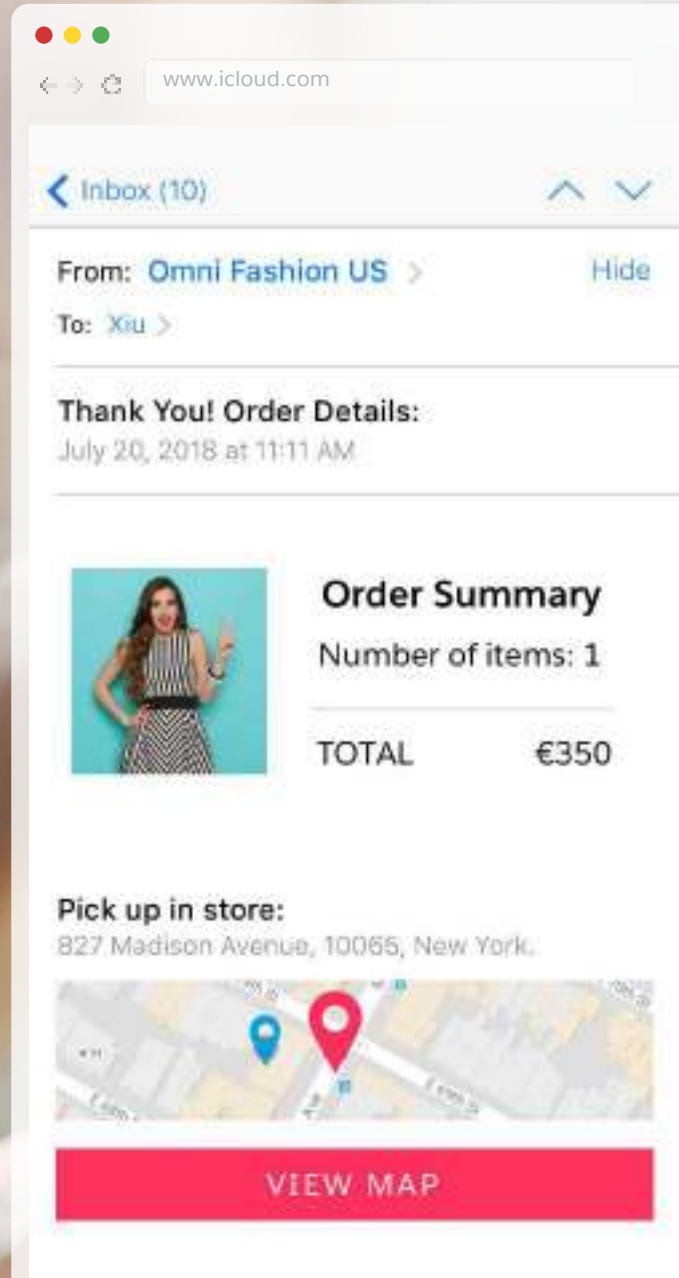 www.icloud.com
Inbox (10)
From: Omni Fashion US Hide
To: Xiu
Thank You! Order Details:
July 20, 2018 at 11:11 AM
Order Summary
Number of items: 1
TOTAL €350
Pick up in store:
827 Madison Avenue, 10065, New York.
VIEW MAP